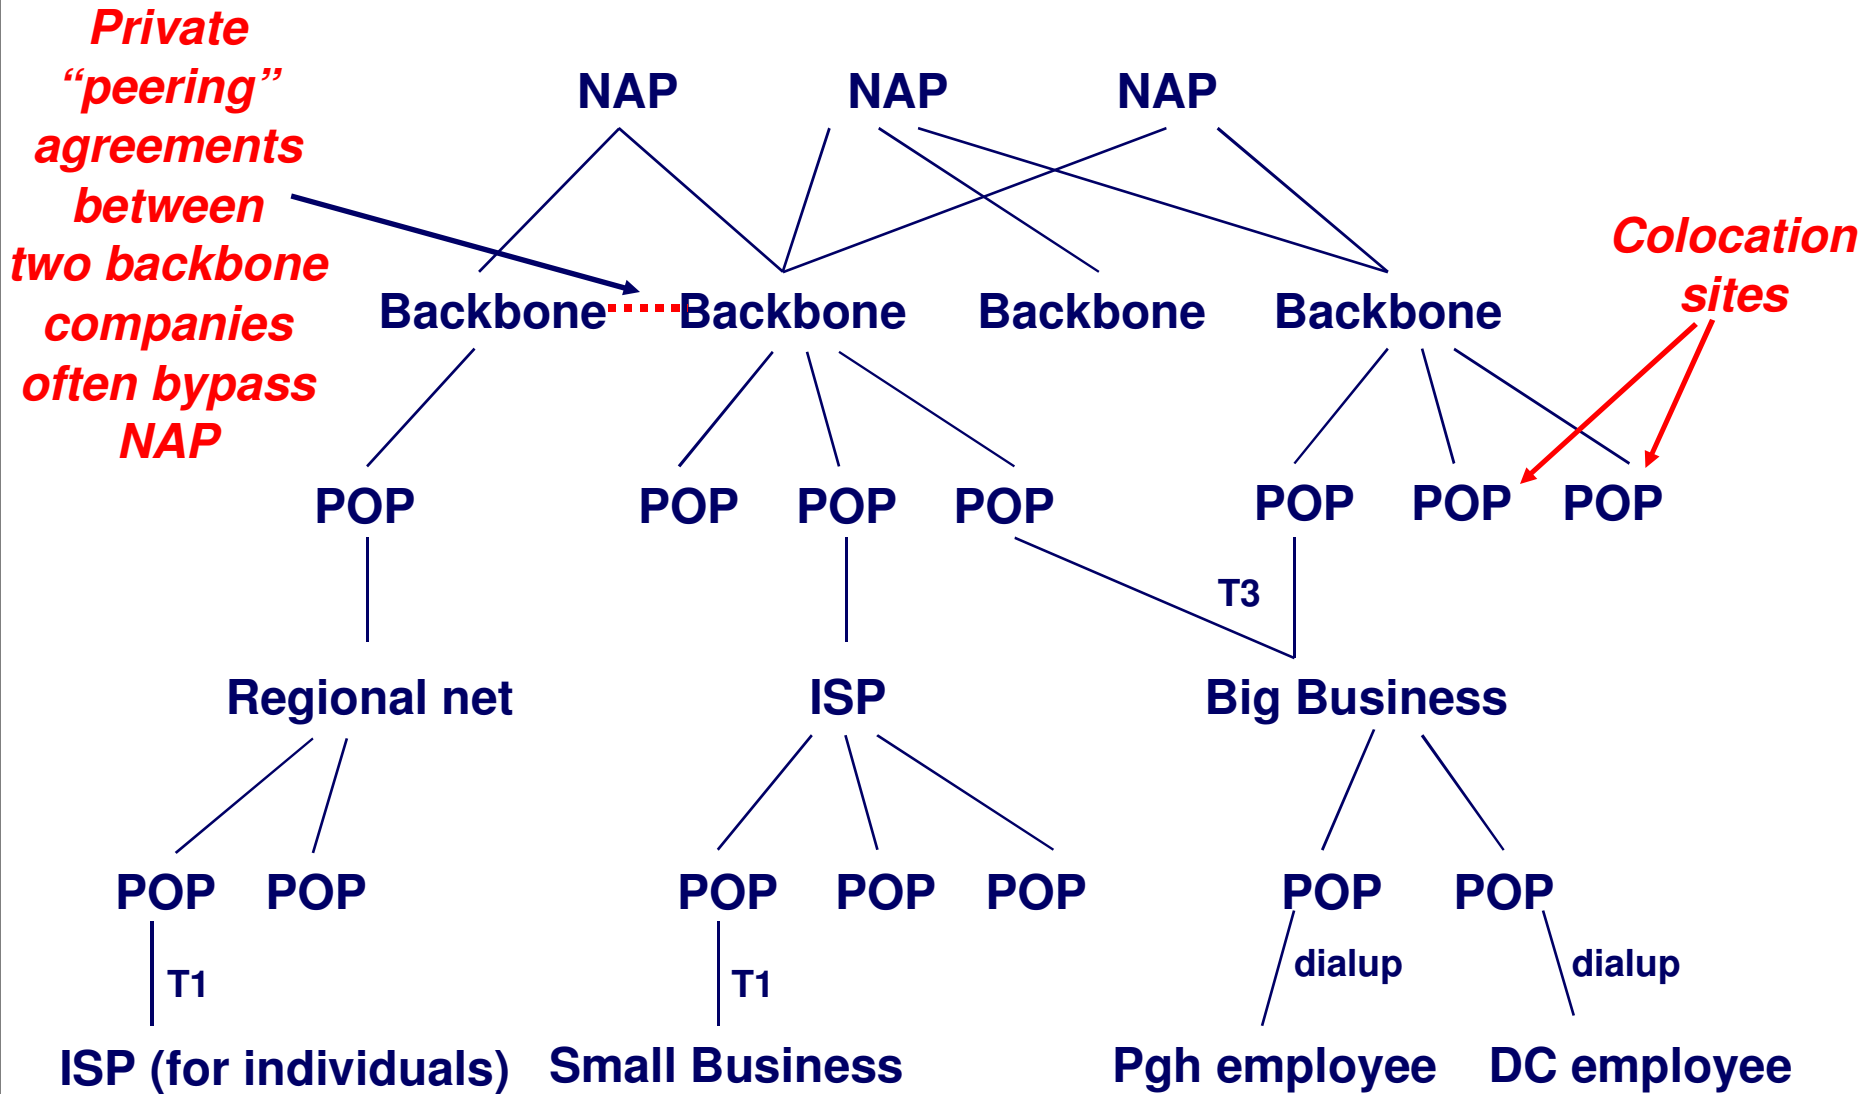 Private
“peering”
agreements
between
two backbone
companies
often bypass
NAP
NAP NAP NAP
Colocation
sites
Backbone Backbone Backbone Backbone
POP POP POP POP POP POP POP
T3
Regional net ISP Big Business
POP POP POP POP POP POP POP
T1 T1 dialup dialup
ISP (for individuals) Small Business Pgh employee DC employee